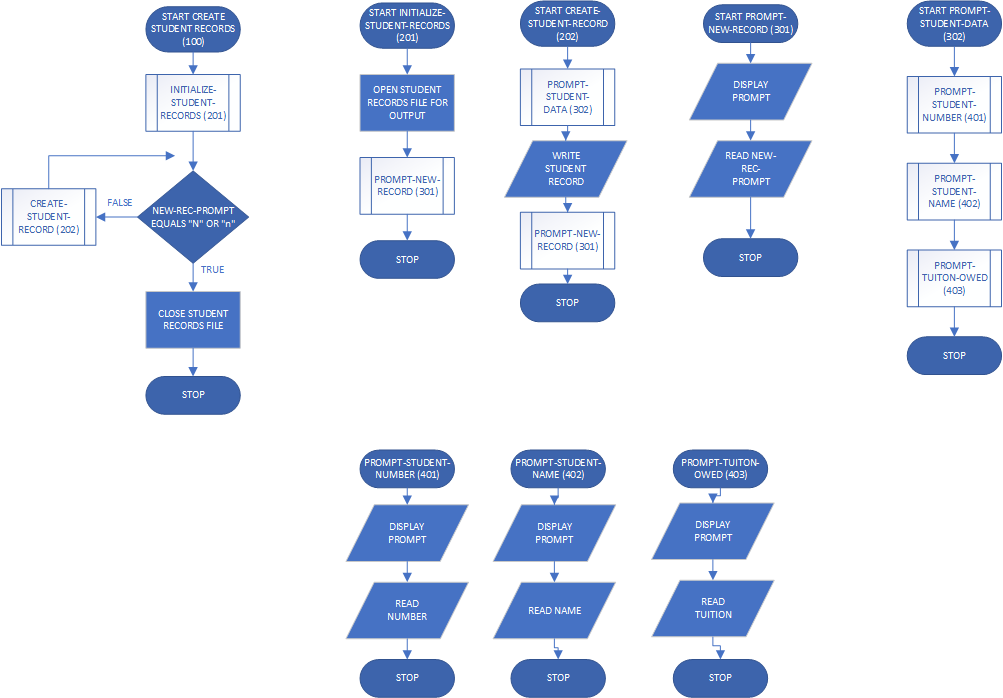 START CREATE
STUDENT RECORDS
(100)
INITIALIZE-
STUDENT-
RECORDS (201)
NEW-REC-PROMPT
EQUALS "N" OR "n"
FALSE
CREATE-
STUDENT-
RECORD (202)
TRUE
CLOSE STUDENT
RECORDS FILE
STOP
START INITIALIZE-
STUDENT-RECORDS
(201)
OPEN STUDENT
RECORDS FILE FOR
OUTPUT
PROMPT-NEW-
RECORD (301)
STOP
START CREATE-
STUDENT-RECORD
(202)
PROMPT-
STUDENT-
DATA (302)
WRITE
STUDENT
RECORD
PROMPT-NEW-
RECORD (301)
STOP
START PROMPT-
NEW-RECORD (301)
DISPLAY
PROMPT
READ NEW-
REC-
PROMPT
STOP
START PROMPT-
STUDENT-DATA
(302)
PROMPT-
STUDENT-
NUMBER (401)
PROMPT-
STUDENT-
NAME (402)
PROMPT-
TUITON-OWED
(403)
STOP
PROMPT-STUDENT-
NUMBER (401)
DISPLAY
PROMPT
READ
NUMBER
STOP
PROMPT-STUDENT-
NAME (402)
DISPLAY
PROMPT
READ NAME
STOP
PROMPT-TUITON-
OWED (403)
DISPLAY
PROMPT
READ
TUITION
STOP